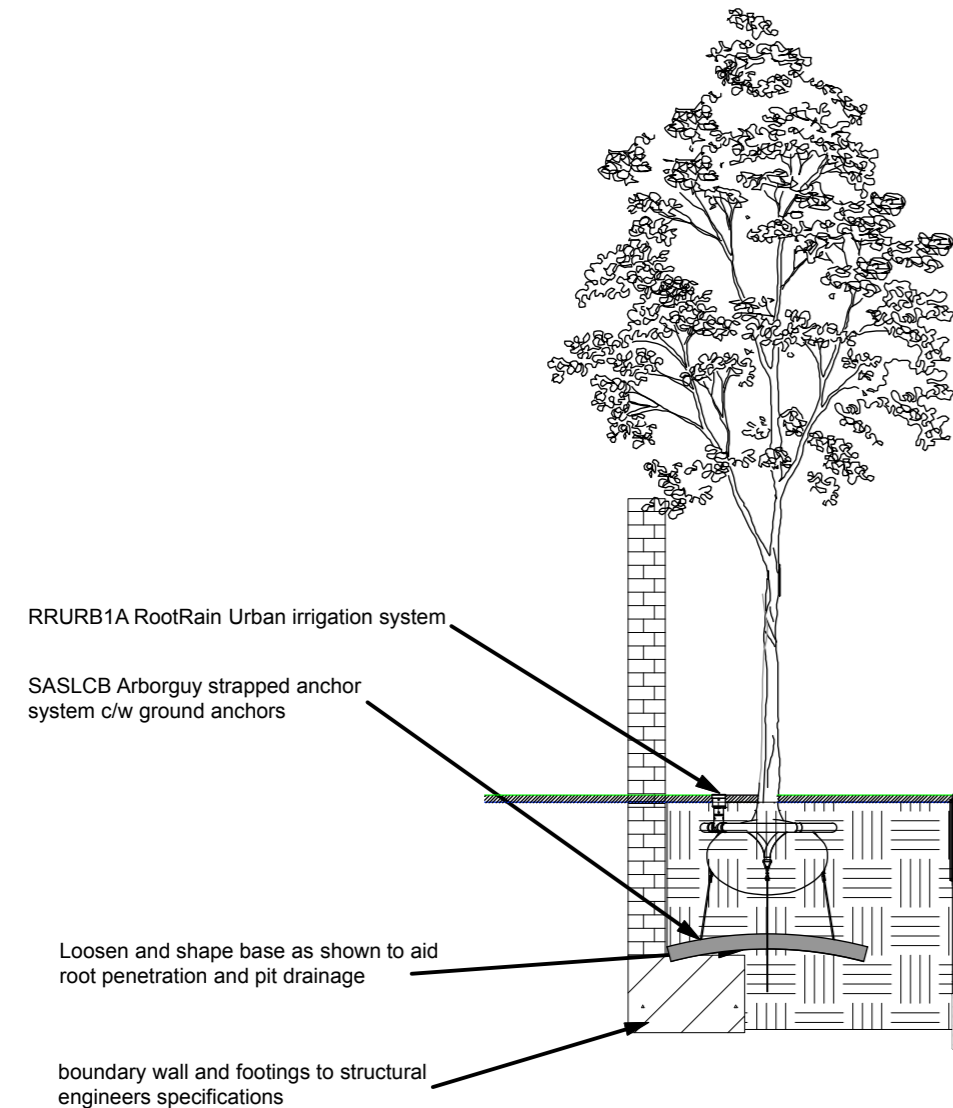 RRURB1A RootRain Urban irrigation system
SASLCB Arborguy strapped anchor
system c/w ground anchors
Loosen and shape base as shown to aid
root penetration and pit drainage
boundary wall and footings to structural
engineers specifications